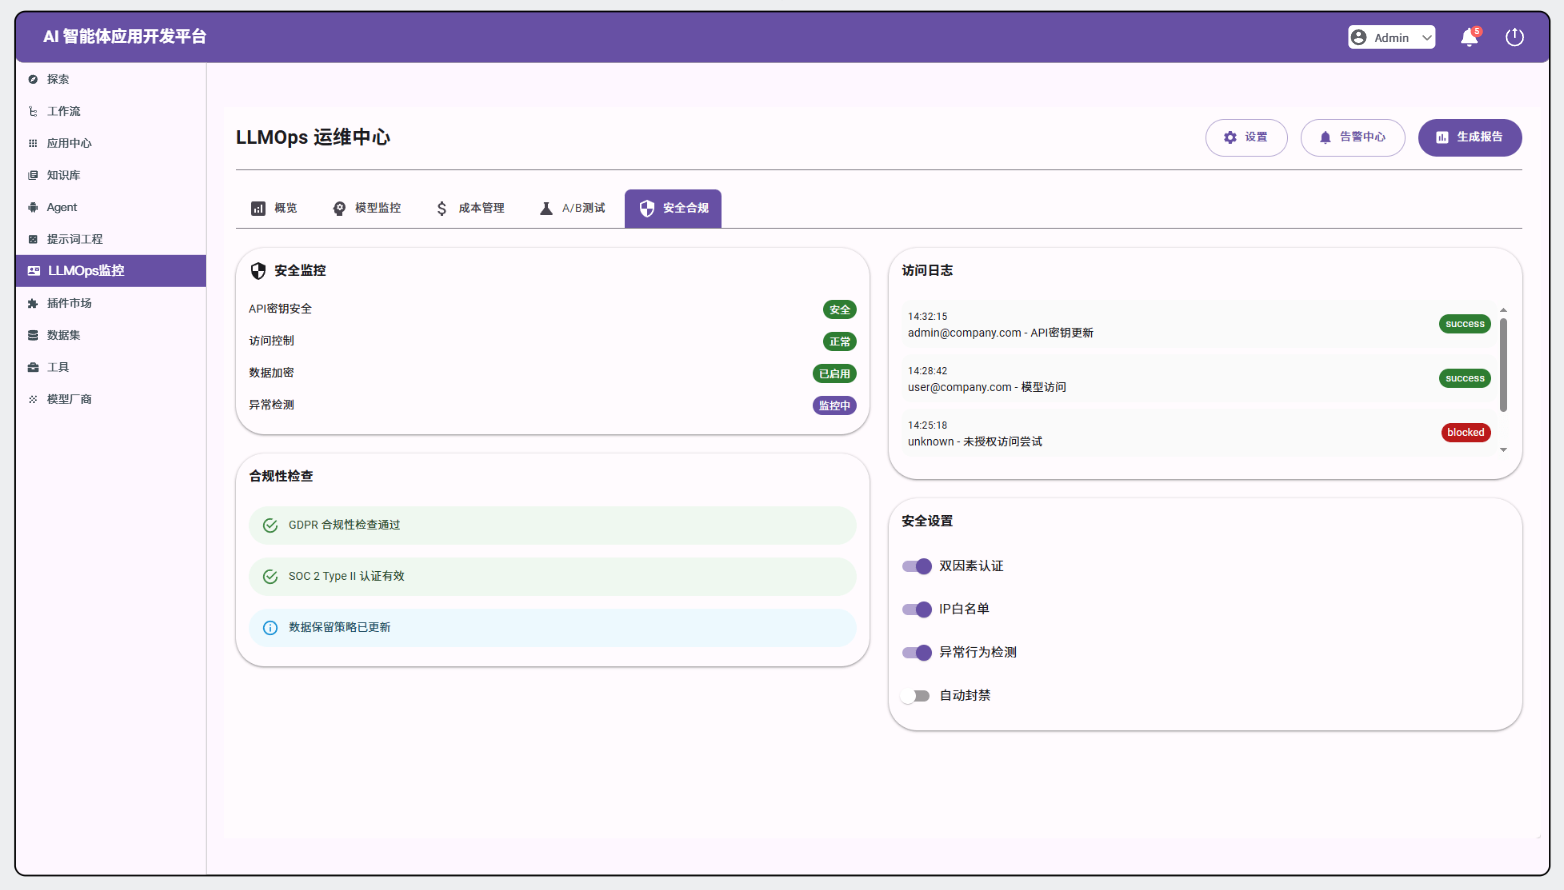 AI 智能体应用开发平台
Admin
5
探索
工作流
应用中心
知识库
Agent
提示词工程
LLMOps监控
插件市场
数据集
工具
模型厂商
LLMOps 运维中心
设置
告警中心
生成报告
概览
模型监控
成本管理
A/B测试
安全合规
安全监控
API密钥安全
安全
访问控制
正常
数据加密
已启用
异常检测
监控中
合规性检查
GDPR 合规性检查通过
SOC 2 Type II 认证有效
数据保留策略已更新
访问日志
14:32:15
admin@company.com - API密钥更新
success
14:28:42
user@company.com - 模型访问
success
14:25:18
unknown - 未授权访问尝试
blocked
安全设置
双因素认证
IP白名单
异常行为检测
自动封禁